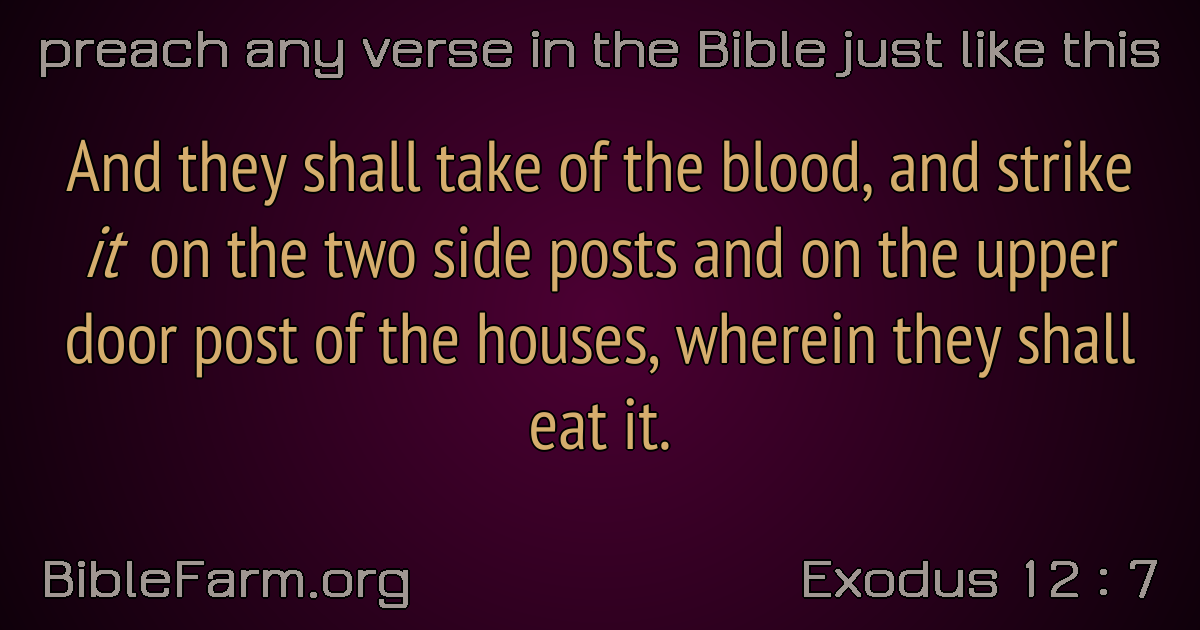 preach any verse in the Bible just like this
And they shall take of the blood, and strike
it on the two side posts and on the upper
door post of the houses, wherein they shall
eat it.
BibleFarm.org
Exodus 12 : 7